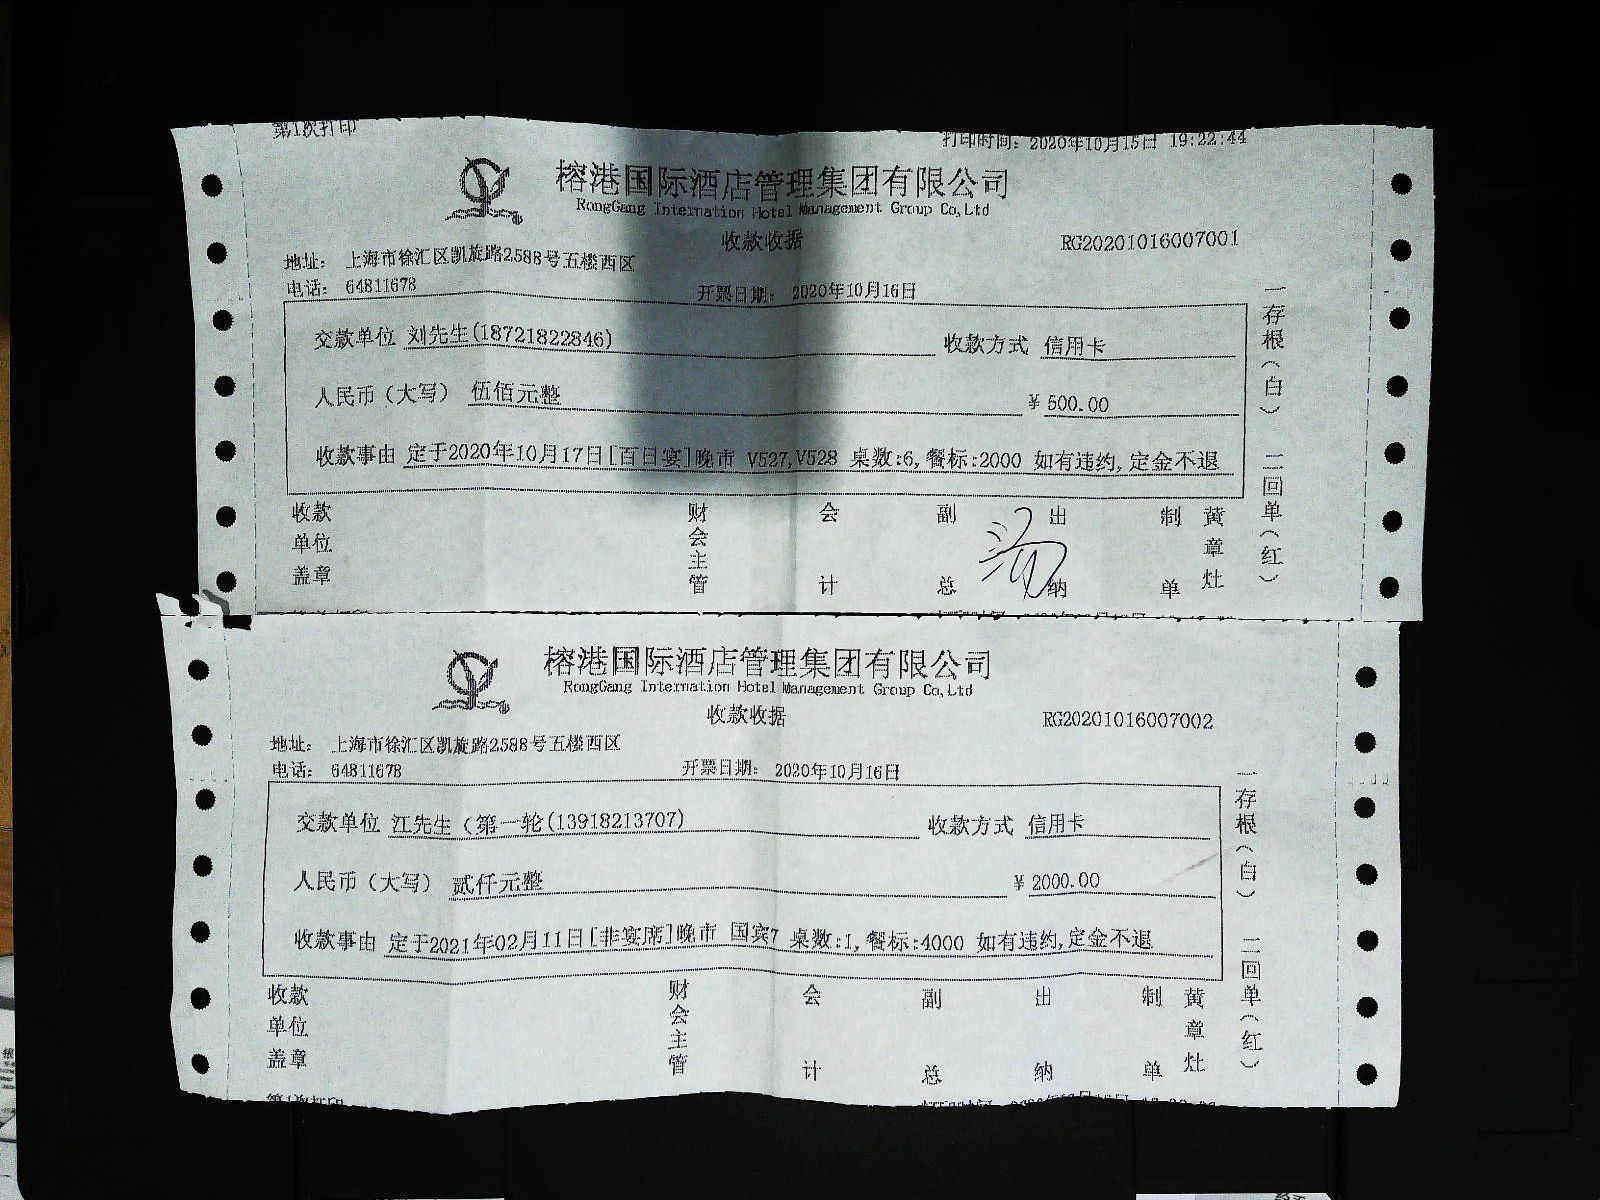 第1次打印
打印时间：2020年10月15日 19:22:44
榕港国际酒店管理集团有限公司
RongGang Internation Hotel Management Group Co,Ltd
收款收据
RG20201016007001
地址： 上海市徐汇区凯旋路2588号五楼西区
电话： 64811678
开票日期： 2020年10月16日
交款单位 刘先生(18721822846) 收款方式 信用卡
人民币（大写） 伍佰元整 ￥500.00
收款事由 定于2020年10月17日[百日宴]晚市 V527,V528 桌数:6,餐标:2000 如有违约,定金不退
收款单位盖章 财会主管 会计 副总 出纳 制单 黄章灶
一存根（白） 二回单（红）
榕港国际酒店管理集团有限公司
RongGang Internation Hotel Management Group Co,Ltd
收款收据
RG20201016007002
地址： 上海市徐汇区凯旋路2588号五楼西区
电话： 64811678
开票日期： 2020年10月16日
交款单位 江先生（第一轮(13918213707) 收款方式 信用卡
人民币（大写） 贰仟元整 ￥2000.00
收款事由 定于2021年02月11日[非宴席]晚市 国宾7 桌数:1,餐标:4000 如有违约,定金不退
收款单位盖章 财会主管 会计 副总 出纳 制单 黄章灶
一存根（白） 二回单（红）
第1次打印